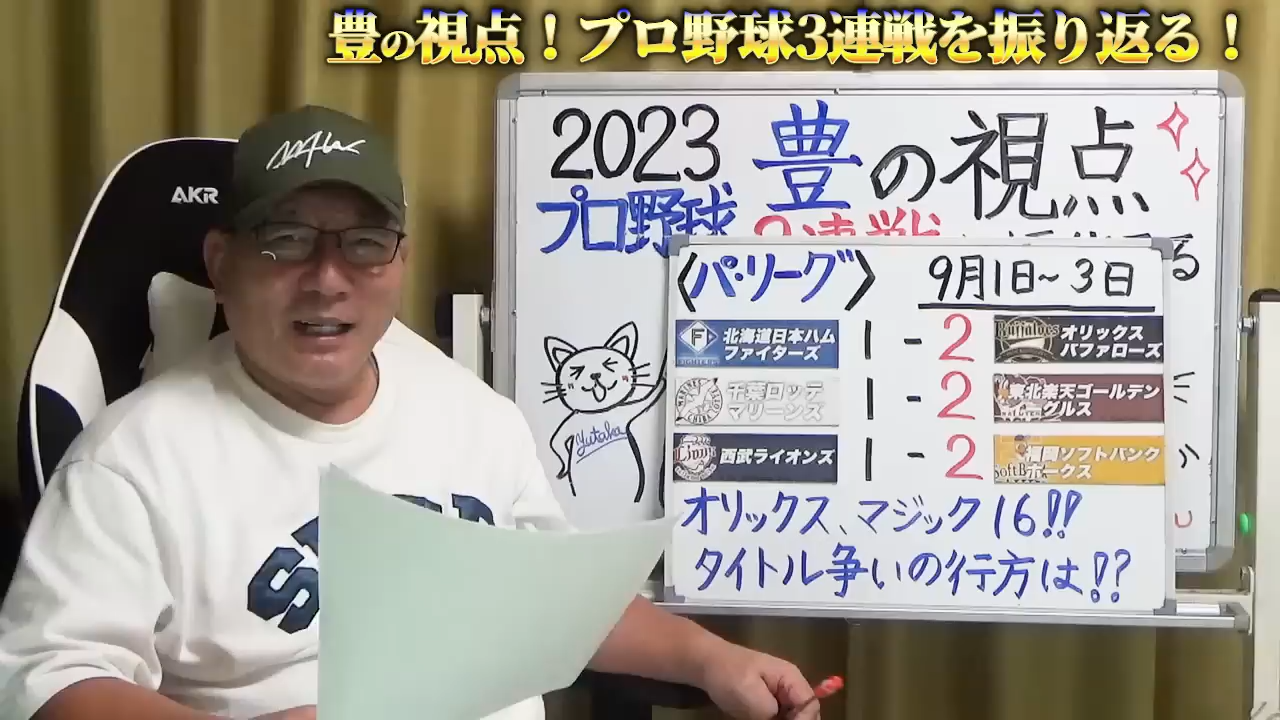 豊の視点！プロ野球3連戦を振り返る！
2023 豊の視点
プロ野球
る
AKR
Yutaka
〈パ・リーグ〉 9月1日~3日
北海道日本ハム
ファイターズ
1-2
Buffaloes
オリックス
バファローズ
千葉ロッテ
マリーンズ
1-2
東北楽天ゴールデン
グルス
Lions
西武ライオンズ
1-2
福岡ソフトバンク
ホークス
SoftB
オリックス、マジック16!!
タイトル争いの行方は!?